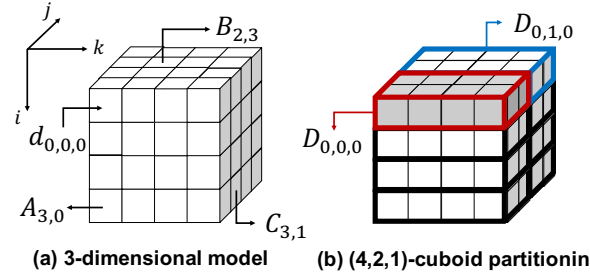 j
k
i
B2,3
d0,0,0
A3,0
C3,1
(a) 3-dimensional model
D0,1,0
D0,0,0
(b) (4,2,1)-cuboid partitionin